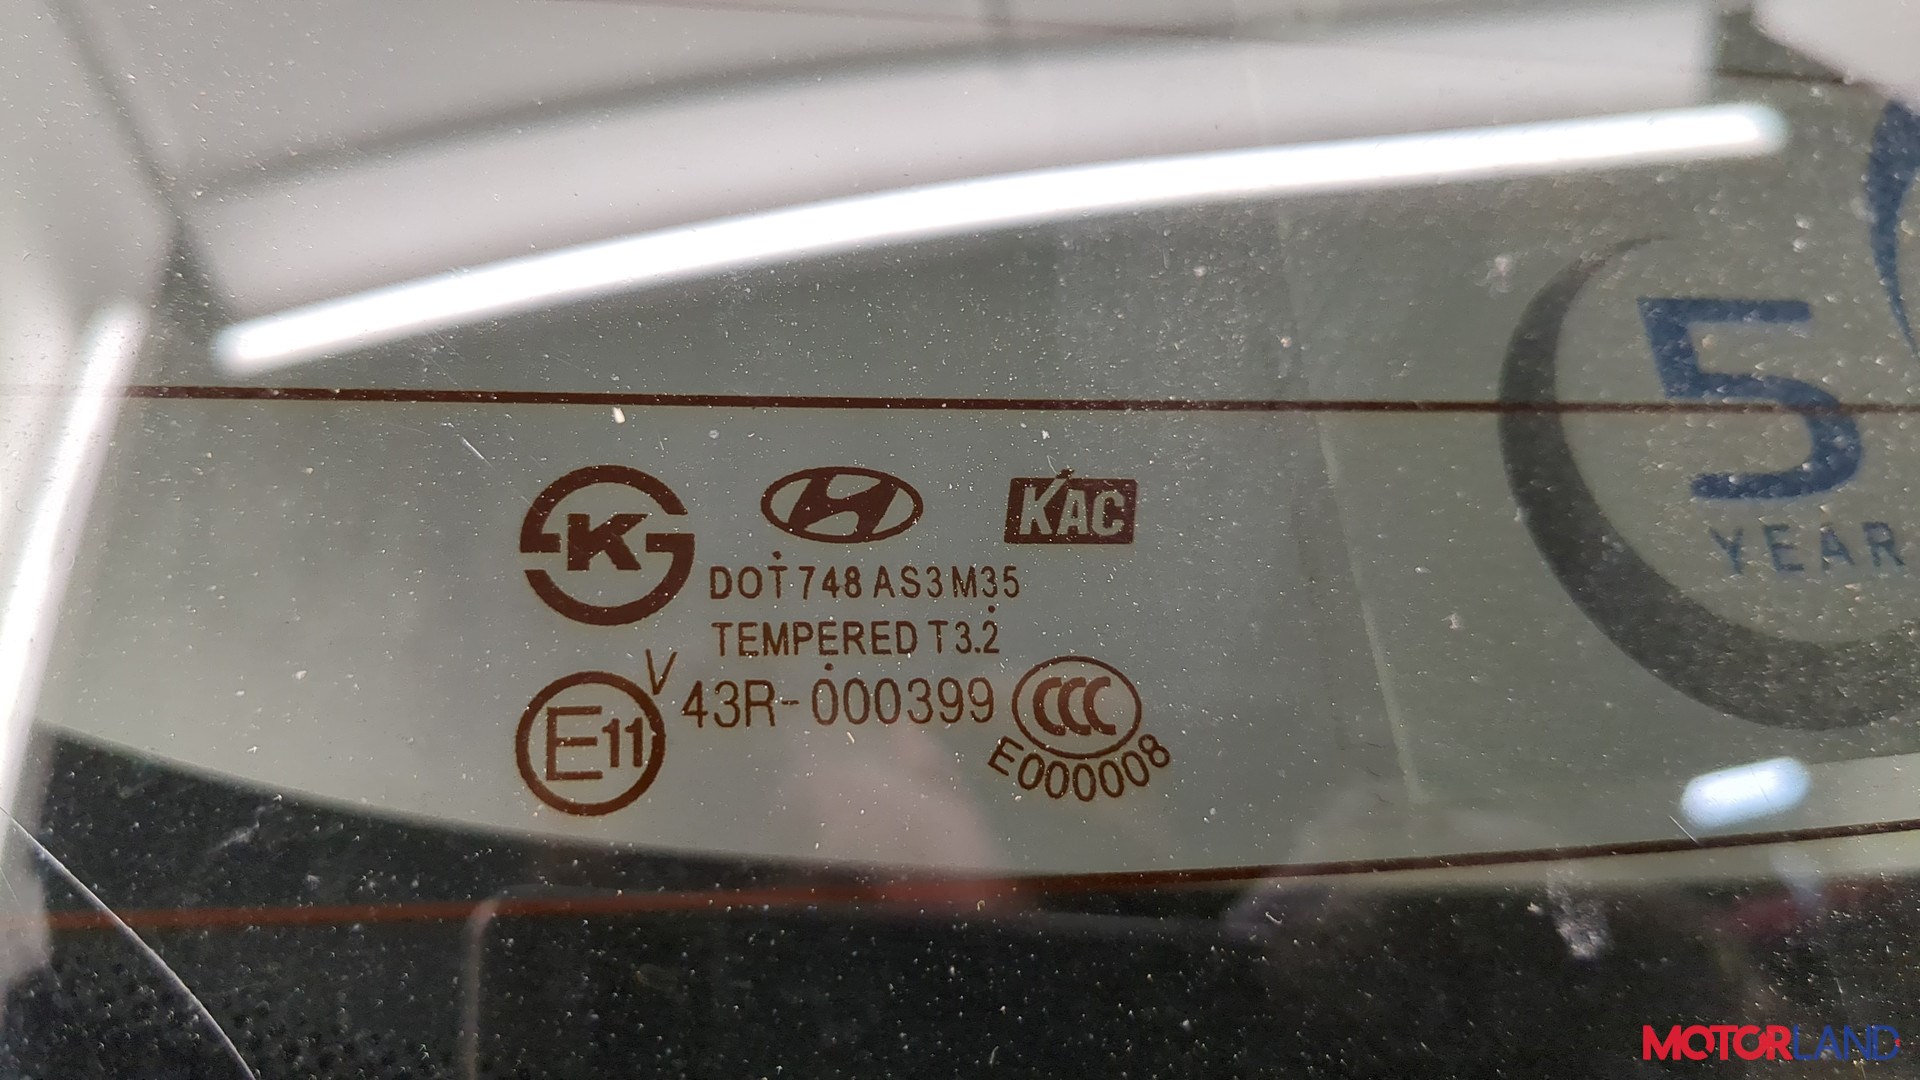 K
KAC
DOT 748 AS3 M35
TEMPERED T3.2
V
43R-000399
E11
CCC
E000008
5
YEAR
MOTORLAND